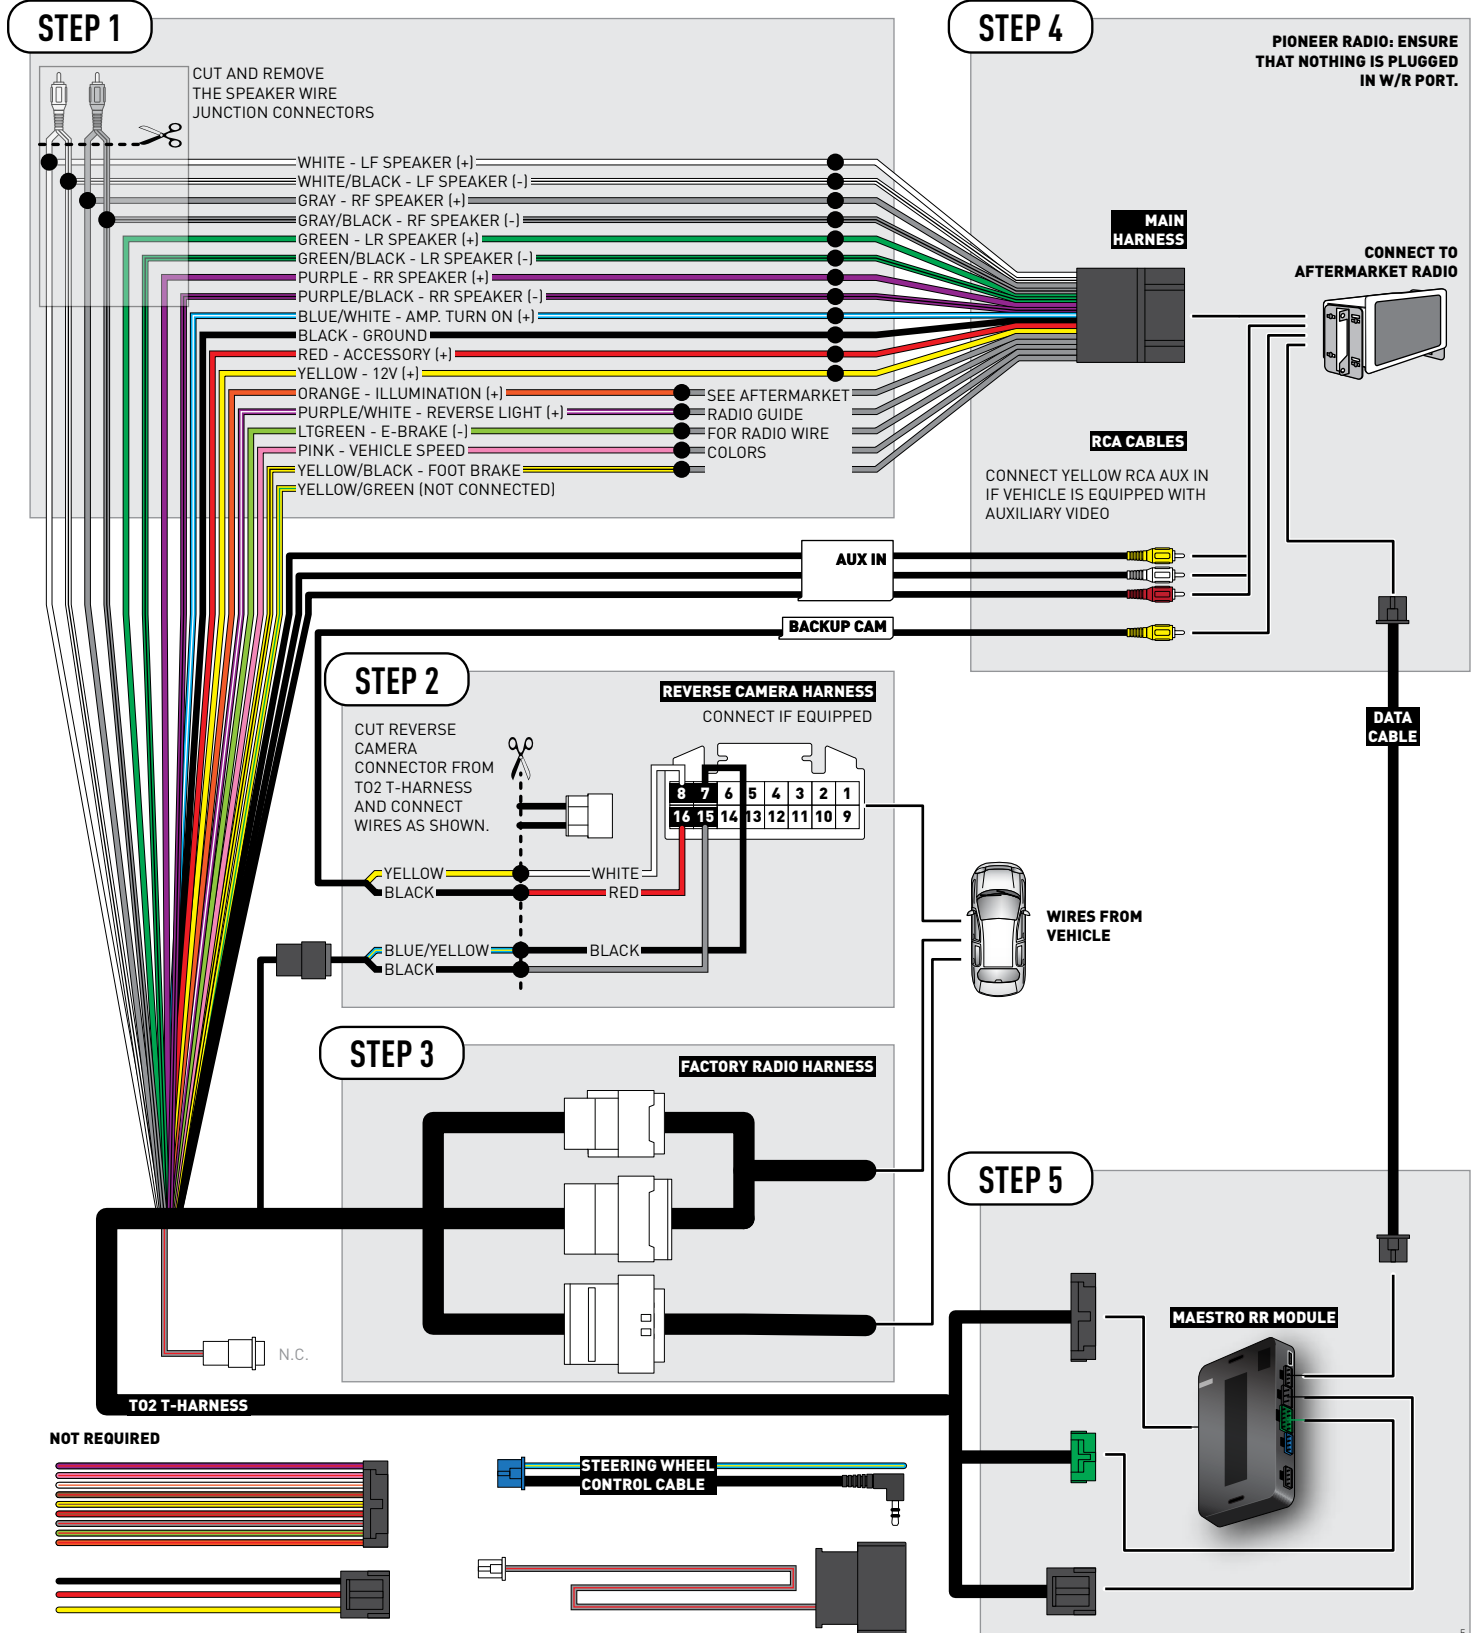 STEP 1
CUT AND REMOVE
THE SPEAKER WIRE
JUNCTION CONNECTORS
WHITE - LF SPEAKER (+)
WHITE/BLACK - LF SPEAKER (-)
GRAY - RF SPEAKER (+)
GRAY/BLACK - RF SPEAKER (-)
GREEN - LR SPEAKER (+)
GREEN/BLACK - LR SPEAKER (-)
PURPLE - RR SPEAKER (+)
PURPLE/BLACK - RR SPEAKER (-)
BLUE/WHITE - AMP. TURN ON (+)
BLACK - GROUND
RED - ACCESSORY (+)
YELLOW - 12V (+)
ORANGE - ILLUMINATION (+)
PURPLE/WHITE - REVERSE LIGHT (+)
LTGREEN - E-BRAKE (-)
PINK - VEHICLE SPEED
YELLOW/BLACK - FOOT BRAKE
YELLOW/GREEN (NOT CONNECTED)
SEE AFTERMARKET
RADIO GUIDE
FOR RADIO WIRE
COLORS
STEP 4
PIONEER RADIO: ENSURE
THAT NOTHING IS PLUGGED
IN W/R PORT.
MAIN
HARNESS
CONNECT TO
AFTERMARKET RADIO
RCA CABLES
CONNECT YELLOW RCA AUX IN
IF VEHICLE IS EQUIPPED WITH
AUXILIARY VIDEO
AUX IN
BACKUP CAM
DATA
CABLE
STEP 2
REVERSE CAMERA HARNESS
CONNECT IF EQUIPPED
CUT REVERSE
CAMERA
CONNECTOR FROM
TO2 T-HARNESS
AND CONNECT
WIRES AS SHOWN.
8 7 6 5 4 3 2 1
16 15 14 13 12 11 10 9
YELLOW
WHITE
BLACK
RED
BLUE/YELLOW
BLACK
BLACK
WIRES FROM
VEHICLE
STEP 3
FACTORY RADIO HARNESS
N.C.
TO2 T-HARNESS
STEP 5
MAESTRO RR MODULE
NOT REQUIRED
STEERING WHEEL
CONTROL CABLE
5